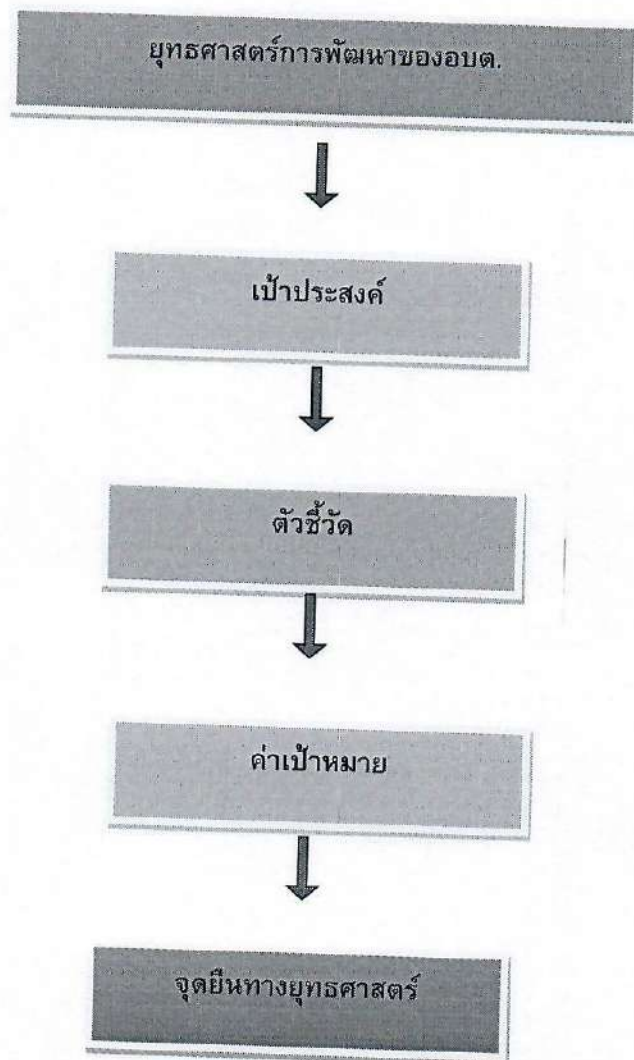 ยุทธศาสตร์การพัฒนาของอบต.
เป้าประสงค์
ตัวชี้วัด
ค่าเป้าหมาย
จุดยืนทางยุทธศาสตร์